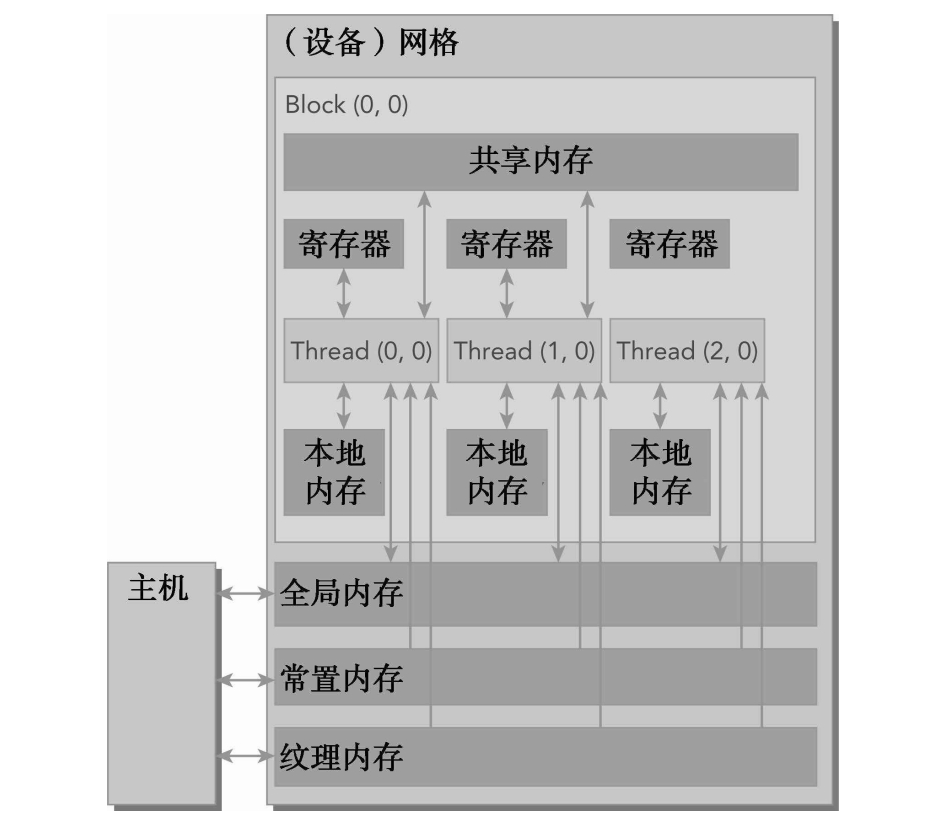 （设备）网格
Block (0, 0)
共享内存
寄存器 寄存器 寄存器
Thread (0, 0) Thread (1, 0) Thread (2, 0)
本地 本地 本地
内存 内存 内存
主机
全局内存
常置内存
纹理内存